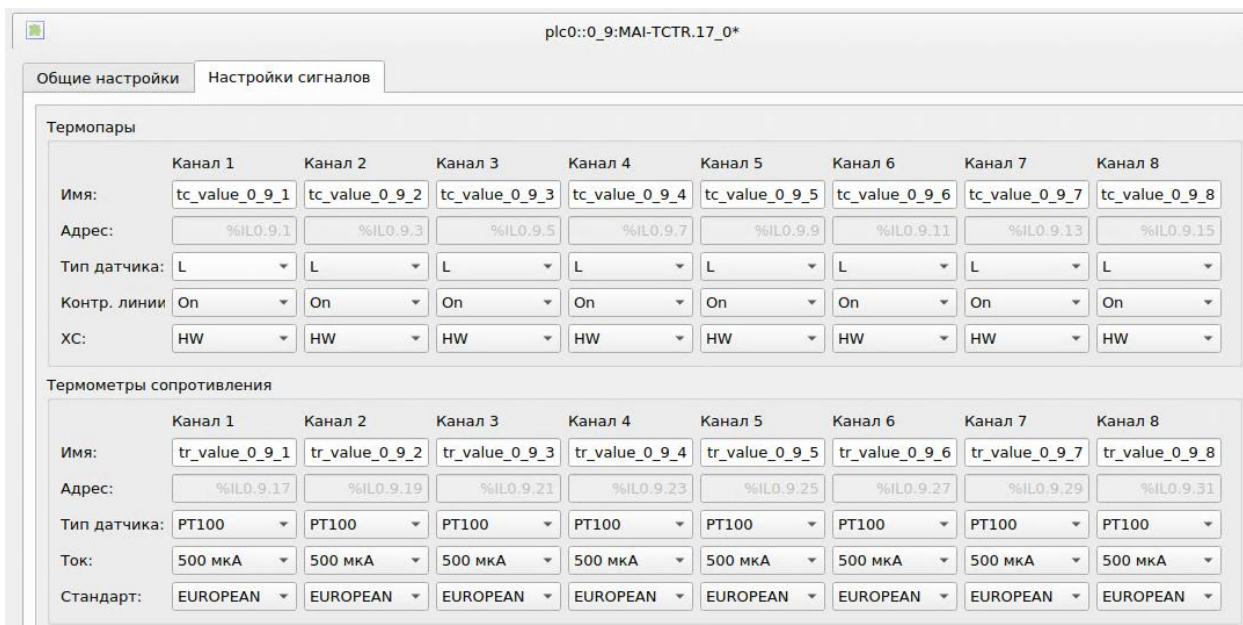 plc0::0_9:MAI-TCTR.17_0*
Общие настройки Настройки сигналов
Термопары
Канал 1 Канал 2 Канал 3 Канал 4 Канал 5 Канал 6 Канал 7 Канал 8
Имя: tc_value_0_9_1 tc_value_0_9_2 tc_value_0_9_3 tc_value_0_9_4 tc_value_0_9_5 tc_value_0_9_6 tc_value_0_9_7 tc_value_0_9_8
Адрес: %IL0.9.1 %IL0.9.3 %IL0.9.5 %IL0.9.7 %IL0.9.9 %IL0.9.11 %IL0.9.13 %IL0.9.15
Тип датчика: L L L L L L L L
Контр. линии On On On On On On On On
ХС: HW HW HW HW HW HW HW HW
Термометры сопротивления
Канал 1 Канал 2 Канал 3 Канал 4 Канал 5 Канал 6 Канал 7 Канал 8
Имя: tr_value_0_9_1 tr_value_0_9_2 tr_value_0_9_3 tr_value_0_9_4 tr_value_0_9_5 tr_value_0_9_6 tr_value_0_9_7 tr_value_0_9_8
Адрес: %IL0.9.17 %IL0.9.19 %IL0.9.21 %IL0.9.23 %IL0.9.25 %IL0.9.27 %IL0.9.29 %IL0.9.31
Тип датчика: PT100 PT100 PT100 PT100 PT100 PT100 PT100 PT100
Ток: 500 мкА 500 мкА 500 мкА 500 мкА 500 мкА 500 мкА 500 мкА 500 мкА
Стандарт: EUROPEAN EUROPEAN EUROPEAN EUROPEAN EUROPEAN EUROPEAN EUROPEAN EUROPEAN